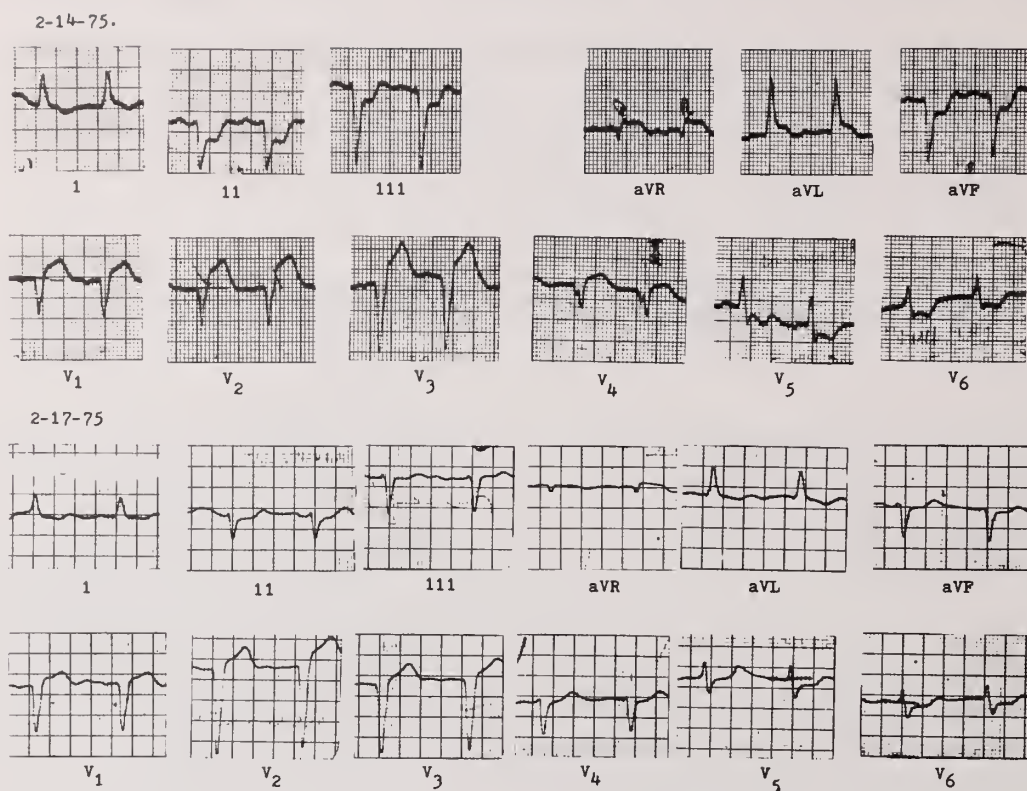 2-14-75.
1 11 111 aVR aVL aVF
V1 V2 V3 V4 V5 V6
2-17-75
1 11 111 aVR aVL aVF
V1 V2 V3 V4 V5 V6